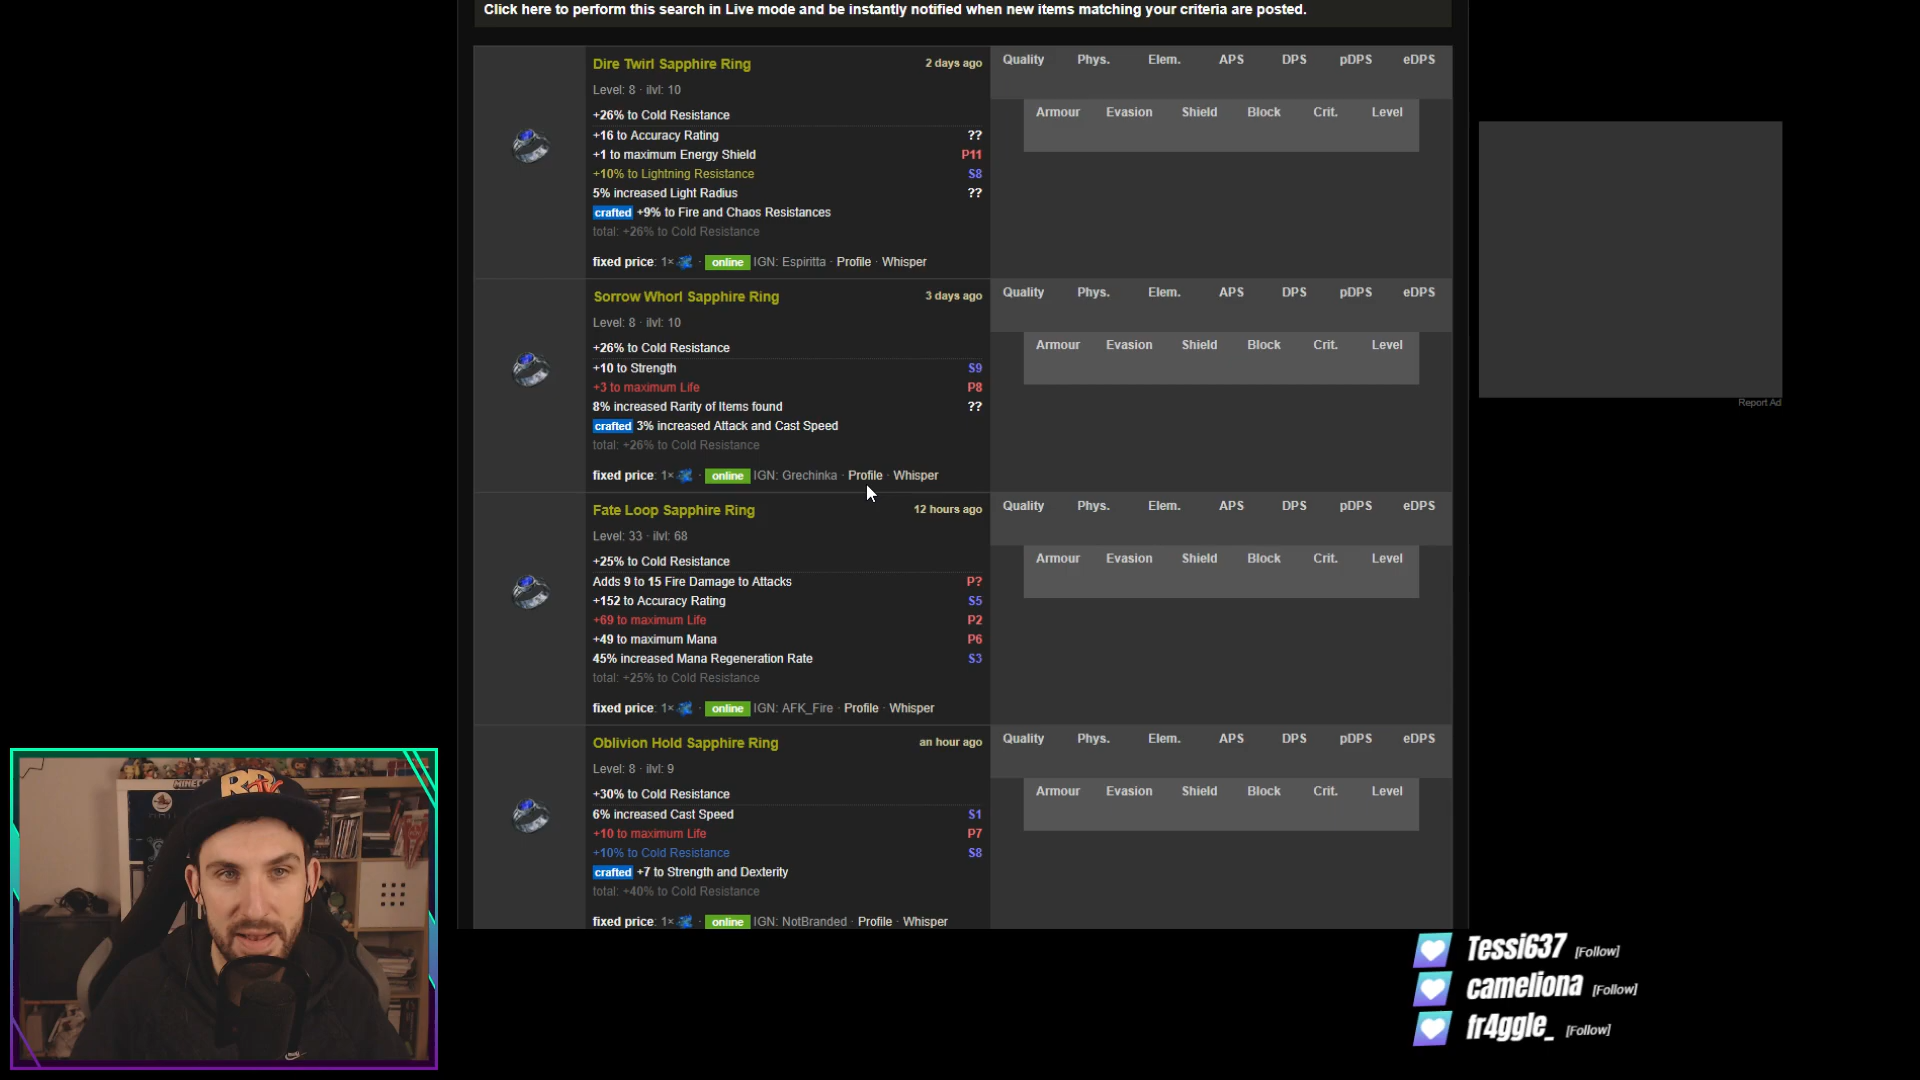 Click here to perform this search in Live mode and be instantly notified when new items matching your criteria are posted.
Dire Twirl Sapphire Ring 2 days ago
Quality Phys. Elem. APS DPS pDPS eDPS
Level: 8 · ilvl: 10
Armour Evasion Shield Block Crit. Level
+26% to Cold Resistance
+16 to Accuracy Rating ??
+1 to maximum Energy Shield P11
+10% to Lightning Resistance S8
5% increased Light Radius ??
crafted +9% to Fire and Chaos Resistances
total: +26% to Cold Resistance
fixed price: 1× · online IGN: Espiritta · Profile · Whisper
Sorrow Whorl Sapphire Ring 3 days ago
Quality Phys. Elem. APS DPS pDPS eDPS
Level: 8 · ilvl: 10
Armour Evasion Shield Block Crit. Level
+26% to Cold Resistance
+10 to Strength S9
+3 to maximum Life P8
8% increased Rarity of Items found ??
crafted 3% increased Attack and Cast Speed
total: +26% to Cold Resistance
fixed price: 1× · online IGN: Grechinka · Profile · Whisper
Report Ad
Fate Loop Sapphire Ring 12 hours ago
Quality Phys. Elem. APS DPS pDPS eDPS
Level: 33 · ilvl: 68
Armour Evasion Shield Block Crit. Level
+25% to Cold Resistance
Adds 9 to 15 Fire Damage to Attacks P?
+152 to Accuracy Rating S5
+69 to maximum Life P2
+49 to maximum Mana P6
45% increased Mana Regeneration Rate S3
total: +25% to Cold Resistance
fixed price: 1× · online IGN: AFK_Fire · Profile · Whisper
Oblivion Hold Sapphire Ring an hour ago
Quality Phys. Elem. APS DPS pDPS eDPS
Level: 8 · ilvl: 9
Armour Evasion Shield Block Crit. Level
+30% to Cold Resistance
6% increased Cast Speed S1
+10 to maximum Life P7
+10% to Cold Resistance S8
crafted +7 to Strength and Dexterity
total: +40% to Cold Resistance
fixed price: 1× · online IGN: NotBranded · Profile · Whisper
Tessi637 [Follow]
cameliona [Follow]
fr4ggle_ [Follow]